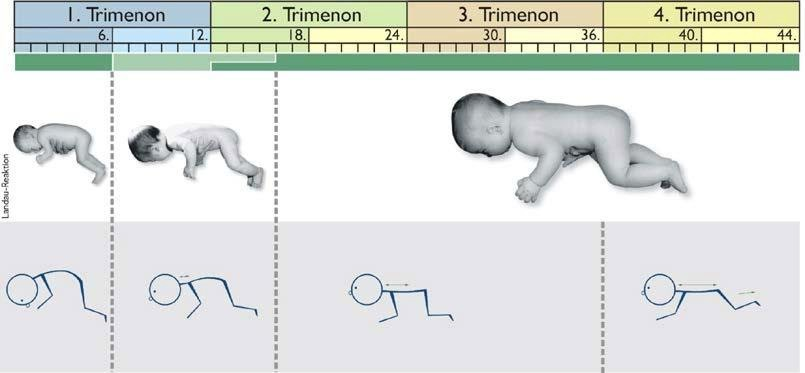 1. Trimenon 2. Trimenon 3. Trimenon 4. Trimenon
6. 12. 18. 24. 30. 36. 40. 44.
Landau-Reaktion